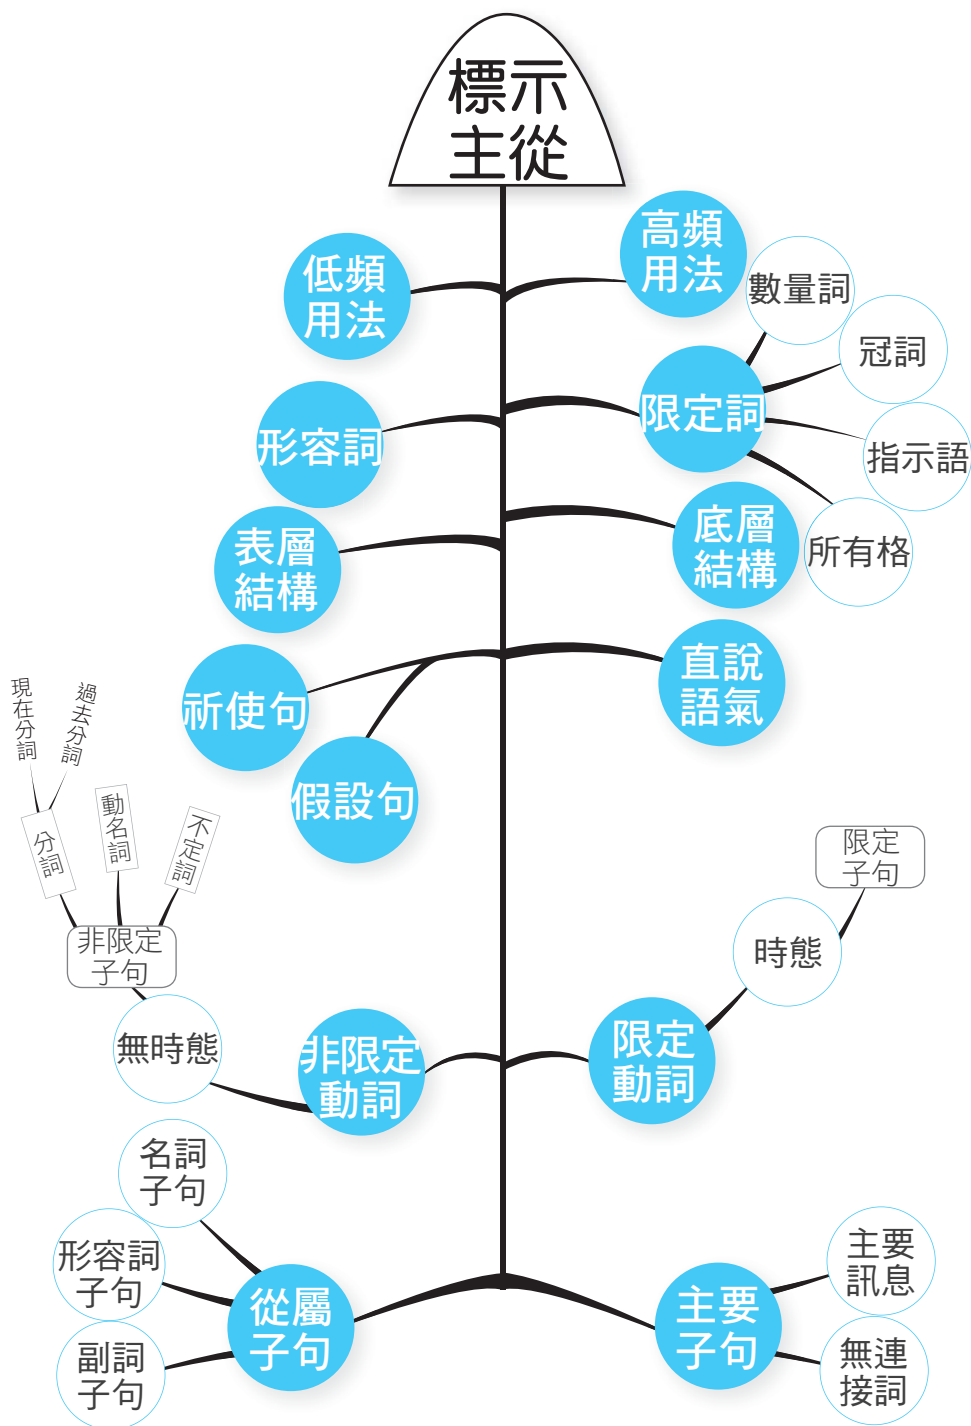 標示
主從
高頻
用法
低頻
用法
數量詞
冠詞
限定詞
指示語
所有格
形容詞
表層
結構
底層
結構
祈使句
直說
語氣
假設句
現在分詞
過去分詞
分詞
動名詞
不定詞
非限定
子句
無時態
非限定
動詞
限定
子句
時態
限定
動詞
名詞
子句
形容詞
子句
副詞
子句
從屬
子句
主要
子句
主要
訊息
無連
接詞